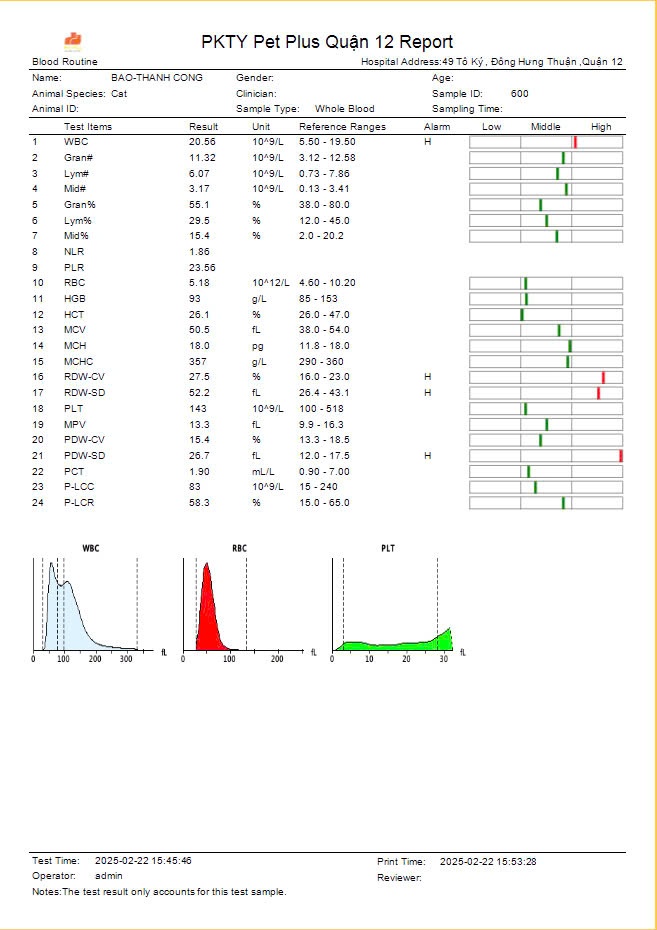 PKTY Pet Plus Quận 12 Report
Blood Routine Hospital Address:49 Tô Ký , Đông Hưng Thuận ,Quận 12
Name: BAO-THANH CONG Gender: Age:
Animal Species: Cat Clinician: Sample ID: 600
Animal ID: Sample Type: Whole Blood Sampling Time:
Test Items Result Unit Reference Ranges Alarm Low Middle High
1 WBC 20.56 10^9/L 5.50 - 19.50 H
2 Gran# 11.32 10^9/L 3.12 - 12.58
3 Lym# 6.07 10^9/L 0.73 - 7.86
4 Mid# 3.17 10^9/L 0.13 - 3.41
5 Gran% 55.1 % 38.0 - 80.0
6 Lym% 29.5 % 12.0 - 45.0
7 Mid% 15.4 % 2.0 - 20.2
8 NLR 1.86
9 PLR 23.56
10 RBC 5.18 10^12/L 4.60 - 10.20
11 HGB 93 g/L 85 - 153
12 HCT 26.1 % 26.0 - 47.0
13 MCV 50.5 fL 38.0 - 54.0
14 MCH 18.0 pg 11.8 - 18.0
15 MCHC 357 g/L 290 - 360
16 RDW-CV 27.5 % 16.0 - 23.0 H
17 RDW-SD 52.2 fL 26.4 - 43.1 H
18 PLT 143 10^9/L 100 - 518
19 MPV 13.3 fL 9.9 - 16.3
20 PDW-CV 15.4 % 13.3 - 18.5
21 PDW-SD 26.7 fL 12.0 - 17.5 H
22 PCT 1.90 mL/L 0.90 - 7.00
23 P-LCC 83 10^9/L 15 - 240
24 P-LCR 58.3 % 15.0 - 65.0
WBC RBC PLT
0 100 200 300 fL 0 100 200 fL 0 10 20 30 fL
Test Time: 2025-02-22 15:45:46 Print Time: 2025-02-22 15:53:28
Operator: admin Reviewer:
Notes:The test result only accounts for this test sample.